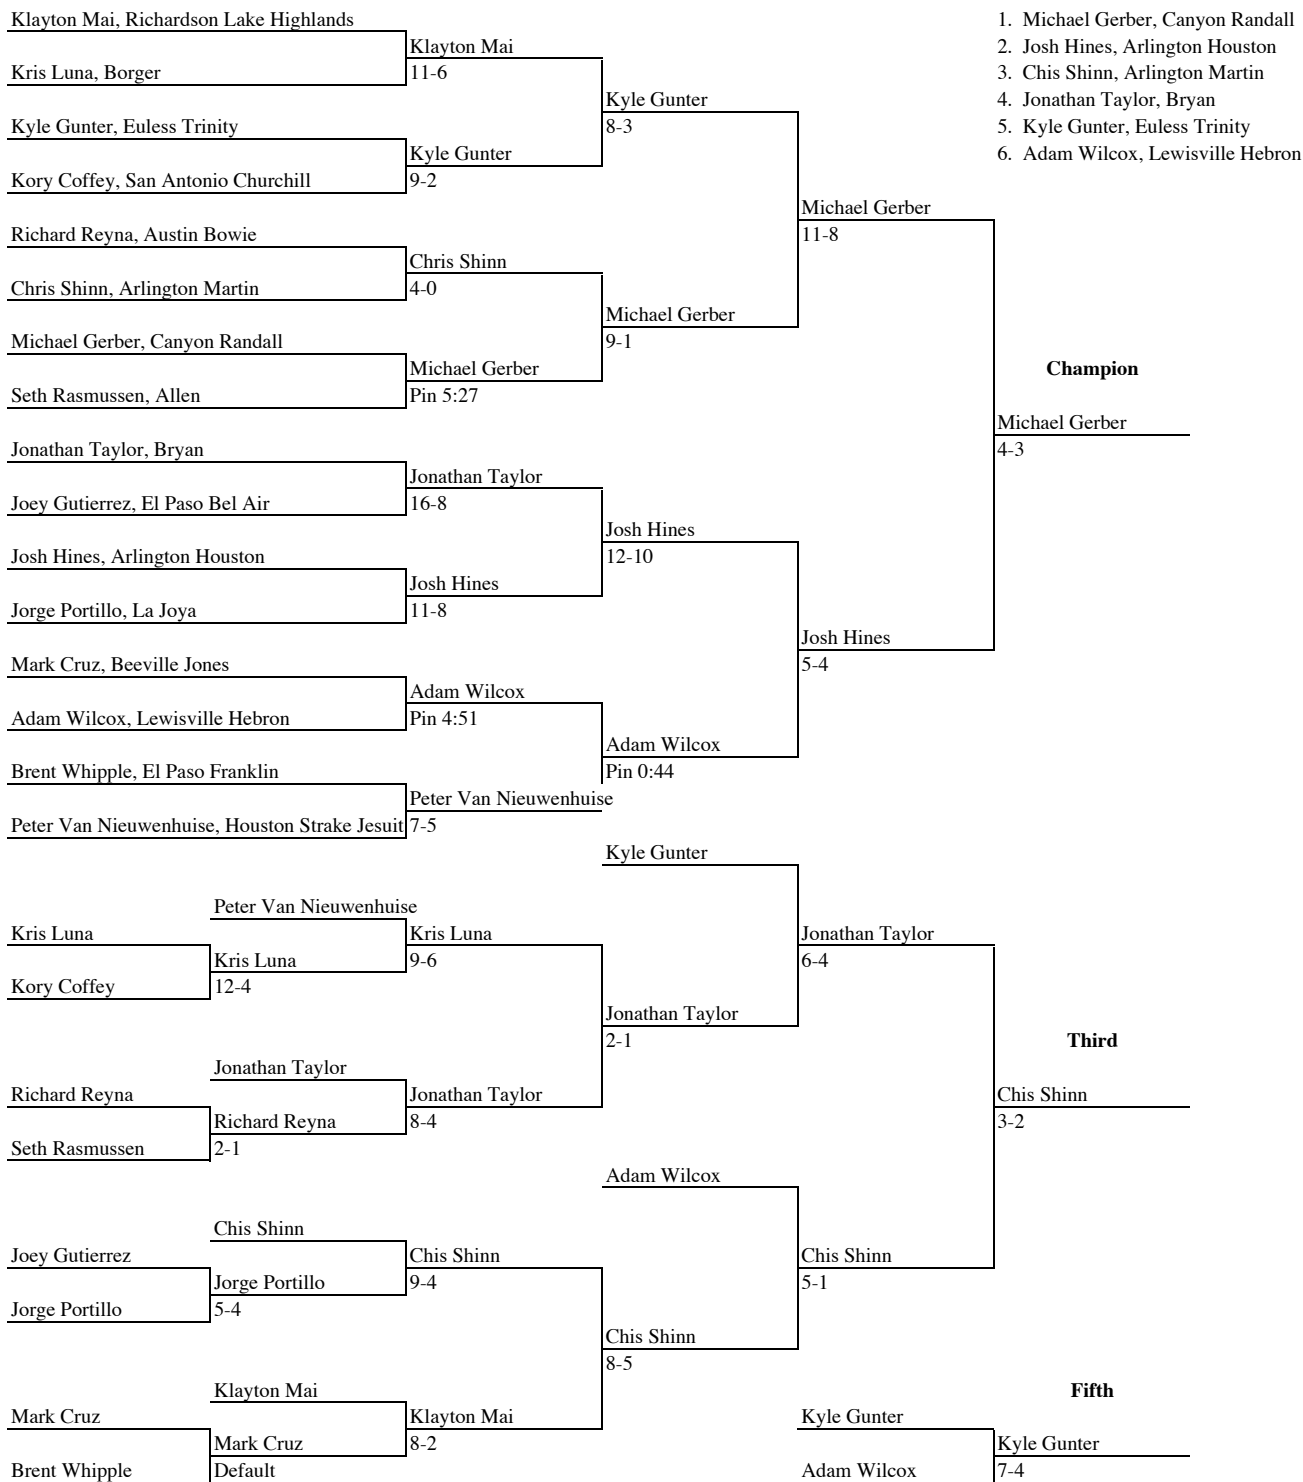 Klayton Mai, Richardson Lake Highlands
1. Michael Gerber, Canyon Randall
Klayton Mai
2. Josh Hines, Arlington Houston
Kris Luna, Borger
11-6
3. Chis Shinn, Arlington Martin
Kyle Gunter
4. Jonathan Taylor, Bryan
Kyle Gunter, Euless Trinity
8-3
5. Kyle Gunter, Euless Trinity
Kyle Gunter
6. Adam Wilcox, Lewisville Hebron
Kory Coffey, San Antonio Churchill
9-2
Michael Gerber
Richard Reyna, Austin Bowie
11-8
Chris Shinn
Chris Shinn, Arlington Martin
4-0
Michael Gerber
Michael Gerber, Canyon Randall
9-1
Michael Gerber
Champion
Seth Rasmussen, Allen
Pin 5:27
Michael Gerber
Jonathan Taylor, Bryan
4-3
Jonathan Taylor
Joey Gutierrez, El Paso Bel Air
16-8
Josh Hines
Josh Hines, Arlington Houston
12-10
Josh Hines
Jorge Portillo, La Joya
11-8
Josh Hines
Mark Cruz, Beeville Jones
5-4
Adam Wilcox
Adam Wilcox, Lewisville Hebron
Pin 4:51
Adam Wilcox
Brent Whipple, El Paso Franklin
Pin 0:44
Peter Van Nieuwenhuise
Peter Van Nieuwenhuise, Houston Strake Jesuit
7-5
Kyle Gunter
Peter Van Nieuwenhuise
Kris Luna
Kris Luna
Jonathan Taylor
Kris Luna
9-6
6-4
Kory Coffey
12-4
Jonathan Taylor
2-1
Third
Jonathan Taylor
Richard Reyna
Jonathan Taylor
Chis Shinn
Richard Reyna
8-4
3-2
Seth Rasmussen
2-1
Adam Wilcox
Chis Shinn
Joey Gutierrez
Chis Shinn
Chis Shinn
Jorge Portillo
9-4
5-1
Jorge Portillo
5-4
Chis Shinn
8-5
Klayton Mai
Fifth
Mark Cruz
Klayton Mai
Kyle Gunter
Mark Cruz
8-2
Kyle Gunter
Brent Whipple
Default
Adam Wilcox
7-4